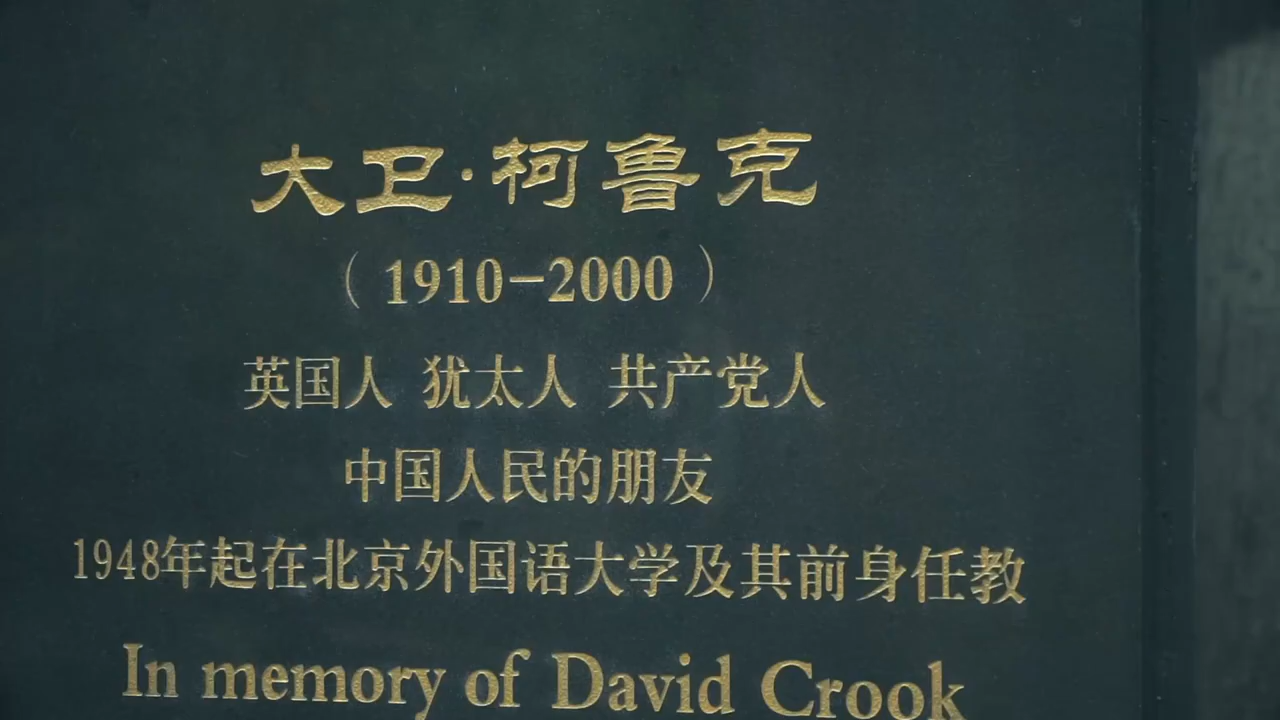 大卫·柯鲁克
（1910-2000）
英国人 犹太人 共产党人
中国人民的朋友
1948年起在北京外国语大学及其前身任教
In memory of David Crook